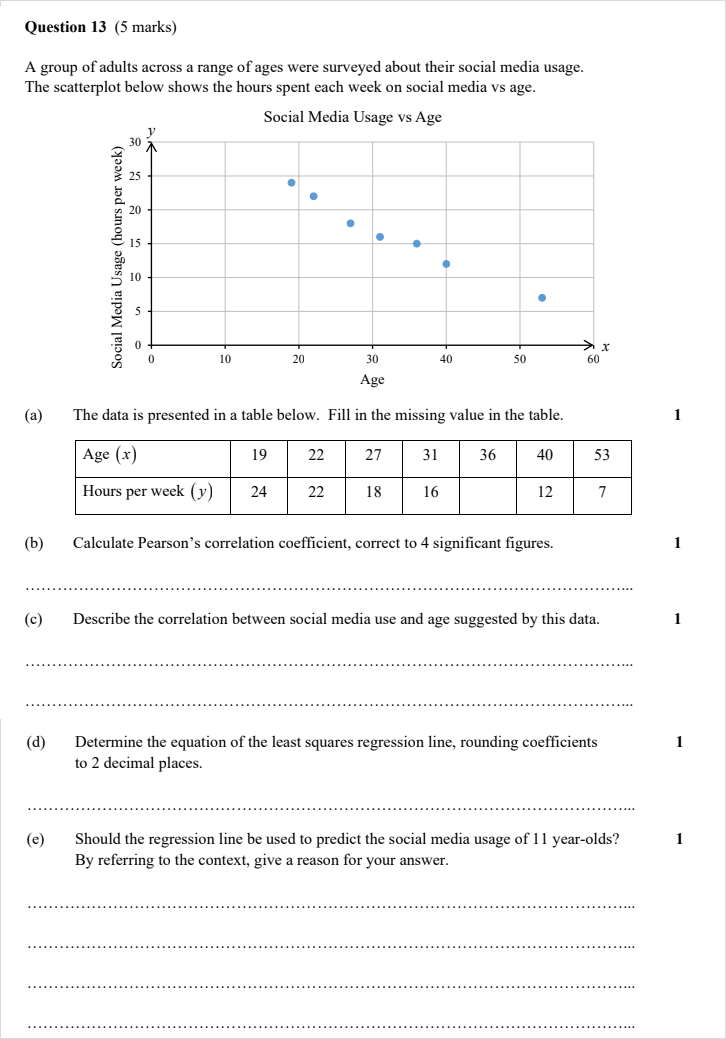 Question 13 (5 marks)
A group of adults across a range of ages were surveyed about their social media usage.
The scatterplot below shows the hours spent each week on social media vs age.
Social Media Usage vs Age
y
Social Media Usage (hours per week)
30
25
20
15
10
5
0
0 10 20 30 40 50 60
x
Age
(a) The data is presented in a table below. Fill in the missing value in the table. 1
Age (x) 19 22 27 31 36 40 53
Hours per week (y) 24 22 18 16 12 7
(b) Calculate Pearson’s correlation coefficient, correct to 4 significant figures. 1
(c) Describe the correlation between social media use and age suggested by this data. 1
(d) Determine the equation of the least squares regression line, rounding coefficients 1
to 2 decimal places.
(e) Should the regression line be used to predict the social media usage of 11 year-olds? 1
By referring to the context, give a reason for your answer.